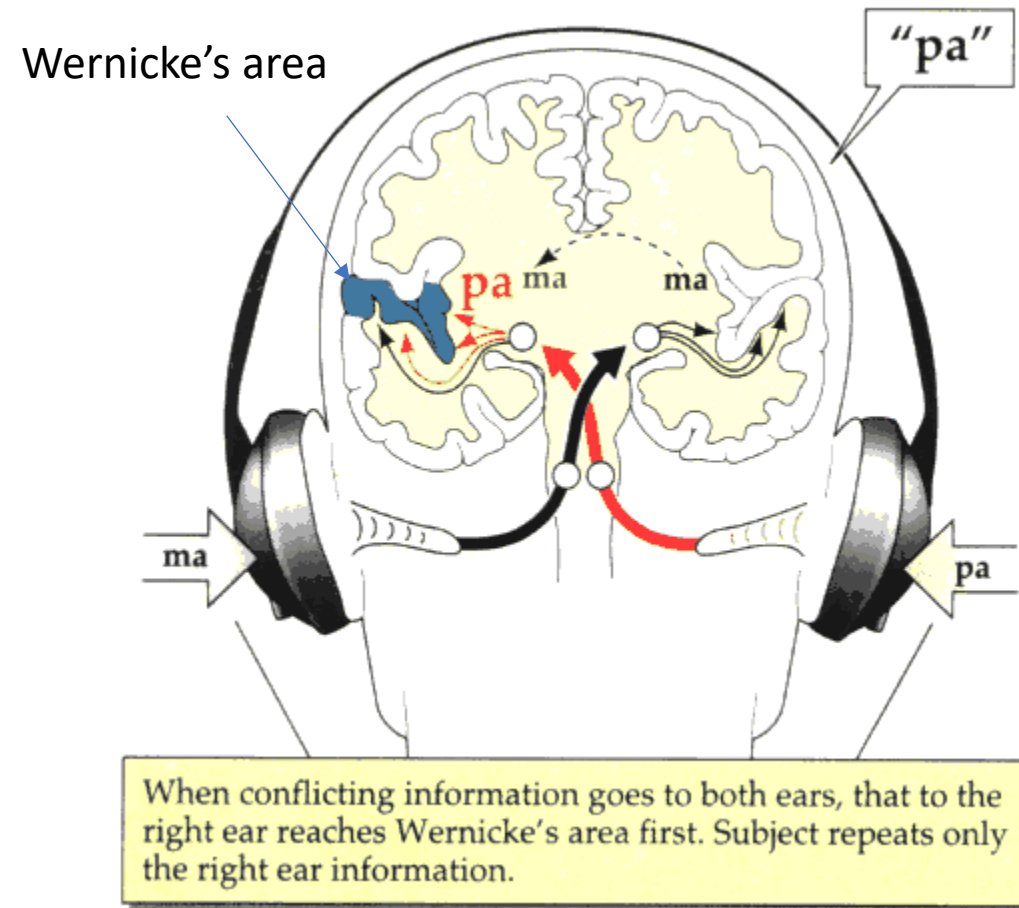 Wernicke’s area
“pa”
pa ma
ma
ma
pa
When conflicting information goes to both ears, that to the
right ear reaches Wernicke’s area first. Subject repeats only
the right ear information.